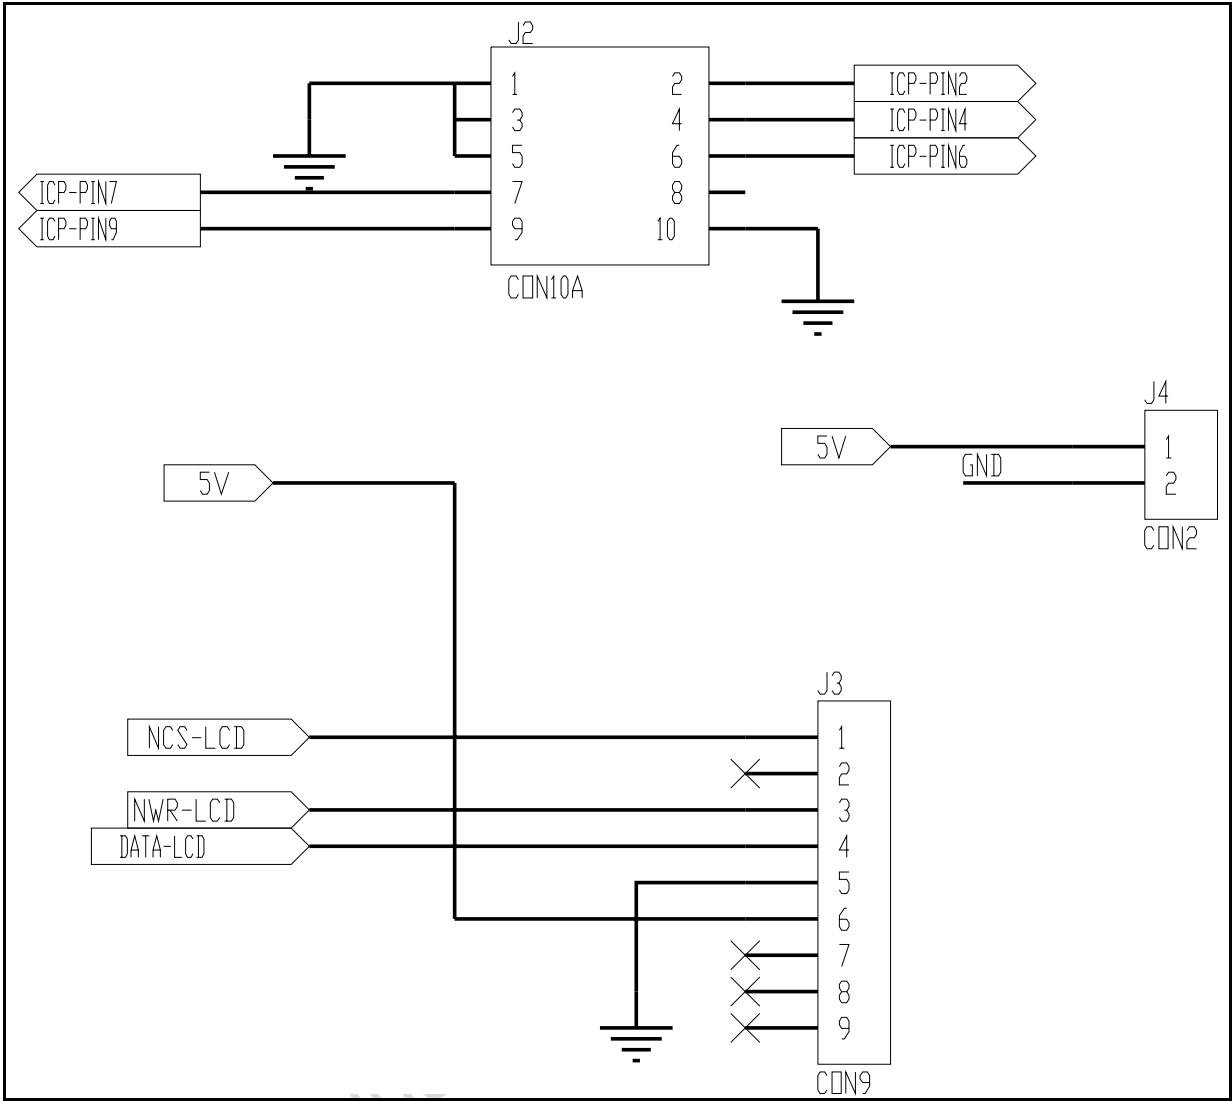 J2
1 2 ICP-PIN2
3 4 ICP-PIN4
5 6 ICP-PIN6
ICP-PIN7 7 8
ICP-PIN9 9 10
CON10A
J4
5V 1
GND
5V 2
CON2
J3
NCS-LCD 1
2
NWR-LCD 3
DATA-LCD 4
5
6
7
8
9
CON9